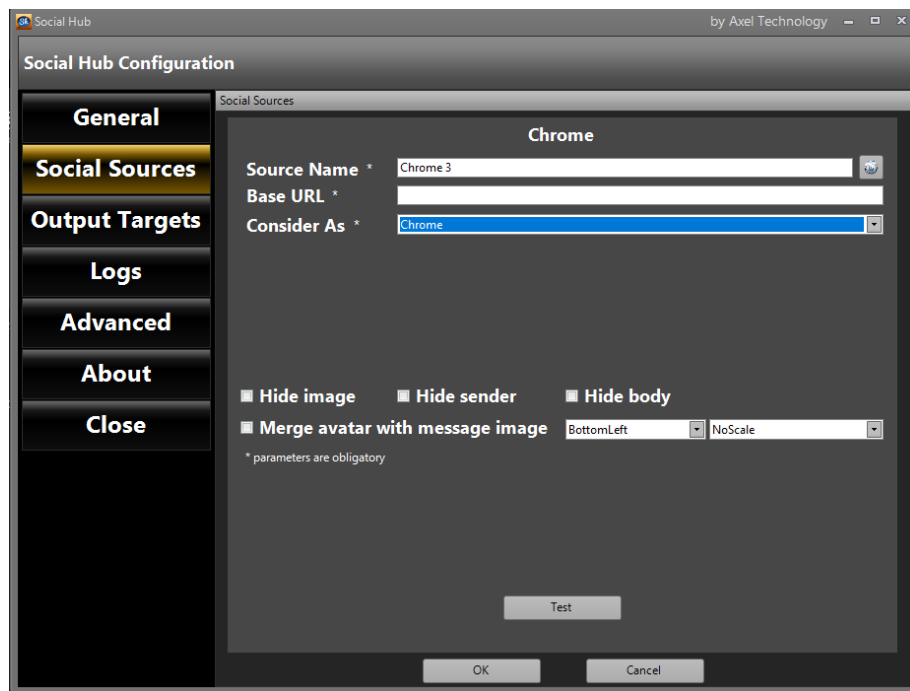 Social Hub by Axel Technology
Social Hub Configuration
General
Social Sources
Output Targets
Logs
Advanced
About
Close
Social Sources
Chrome
Source Name * Chrome 3
Base URL *
Consider As * Chrome
Hide image Hide sender Hide body
Merge avatar with message image BottomLeft NoScale
* parameters are obligatory
Test
OK Cancel